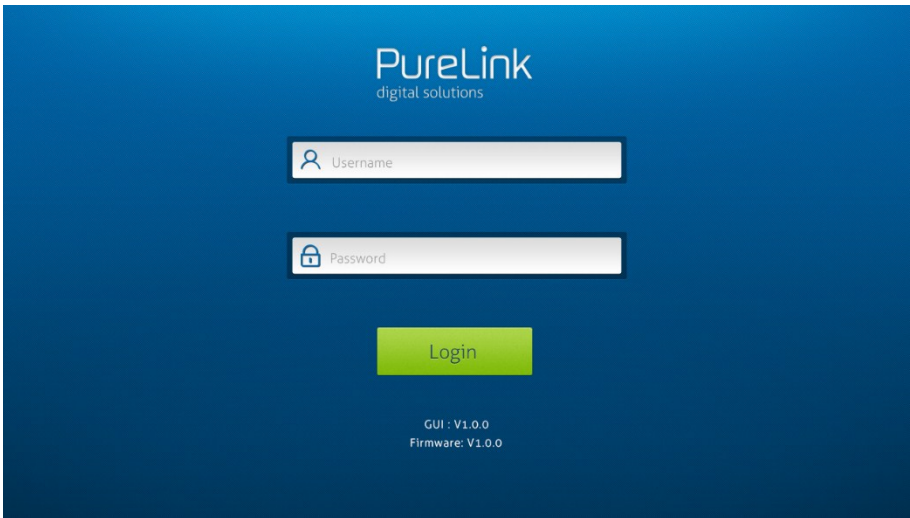 PureLink
digital solutions
Username
Password
Login
GUI : V1.0.0
Firmware: V1.0.0